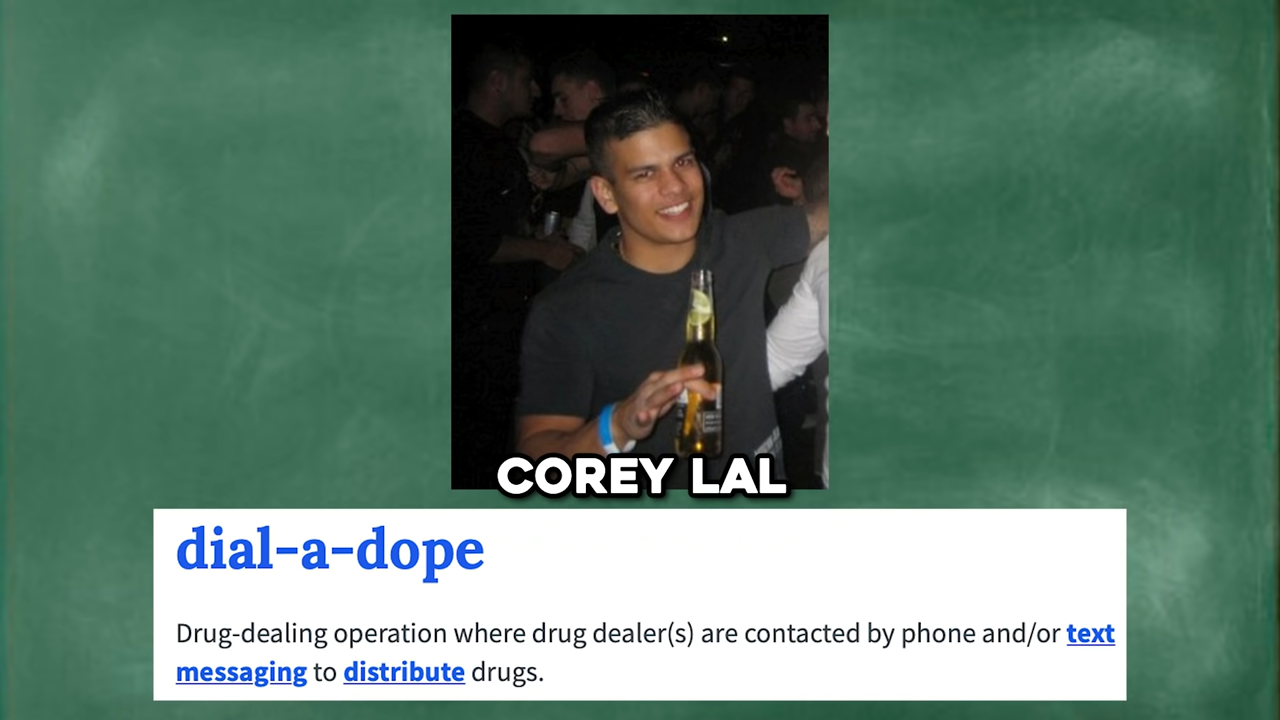 COREY LAL
dial-a-dope
Drug-dealing operation where drug dealer(s) are contacted by phone and/or text
messaging to distribute drugs.